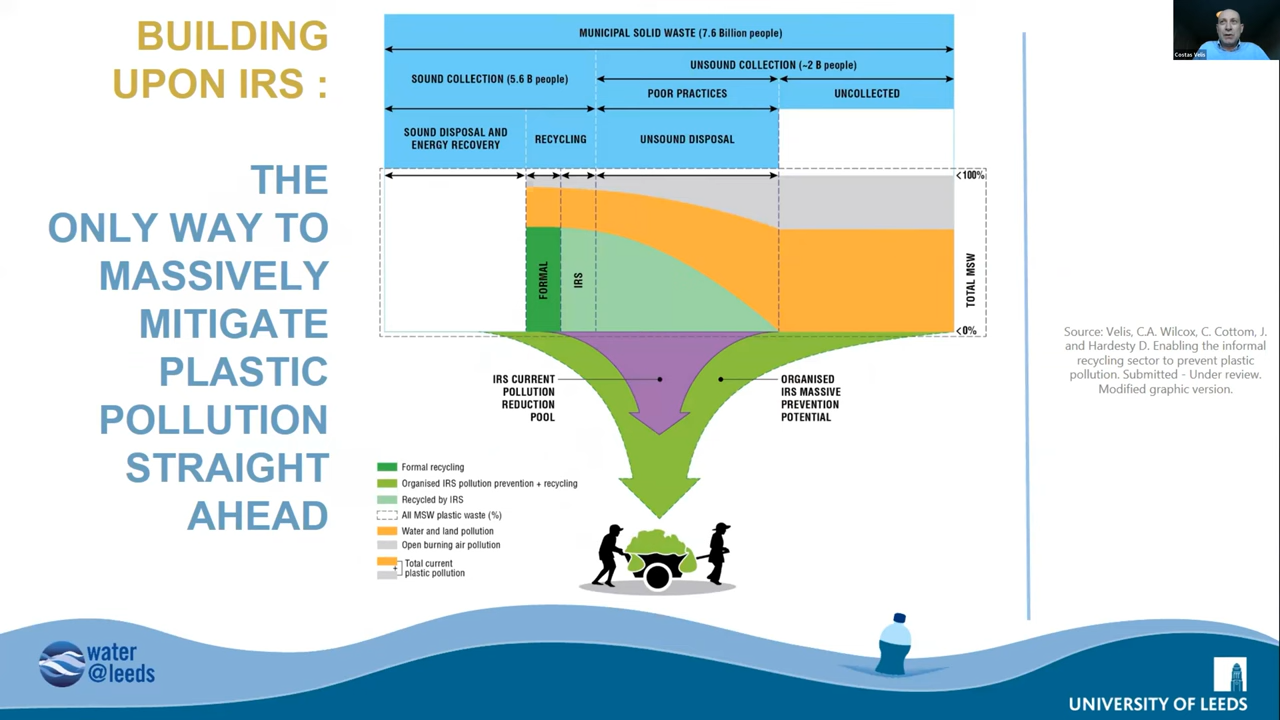 BUILDING
UPON IRS :
THE
ONLY WAY TO
MASSIVELY
MITIGATE
PLASTIC
POLLUTION
STRAIGHT
AHEAD
MUNICIPAL SOLID WASTE (7.6 Billion people)
SOUND COLLECTION (5.6 B people)
UNSOUND COLLECTION (~2 B people)
POOR PRACTICES
UNCOLLECTED
SOUND DISPOSAL AND
ENERGY RECOVERY
RECYCLING
UNSOUND DISPOSAL
<100%
FORMAL
IRS
TOTAL MSW
<0%
IRS CURRENT
POLLUTION
REDUCTION
POOL
ORGANISED
IRS MASSIVE
PREVENTION
POTENTIAL
Formal recycling
Organised IRS pollution prevention + recycling
Recycled by IRS
All MSW plastic waste (%)
Water and land pollution
Open burning air pollution
+
Total current
plastic pollution
Costas Velis
Source: Velis, C.A. Wilcox, C. Cottom, J.
and Hardesty D. Enabling the informal
recycling sector to prevent plastic
pollution. Submitted - Under review.
Modified graphic version.
water
@leeds
UNIVERSITY OF LEEDS